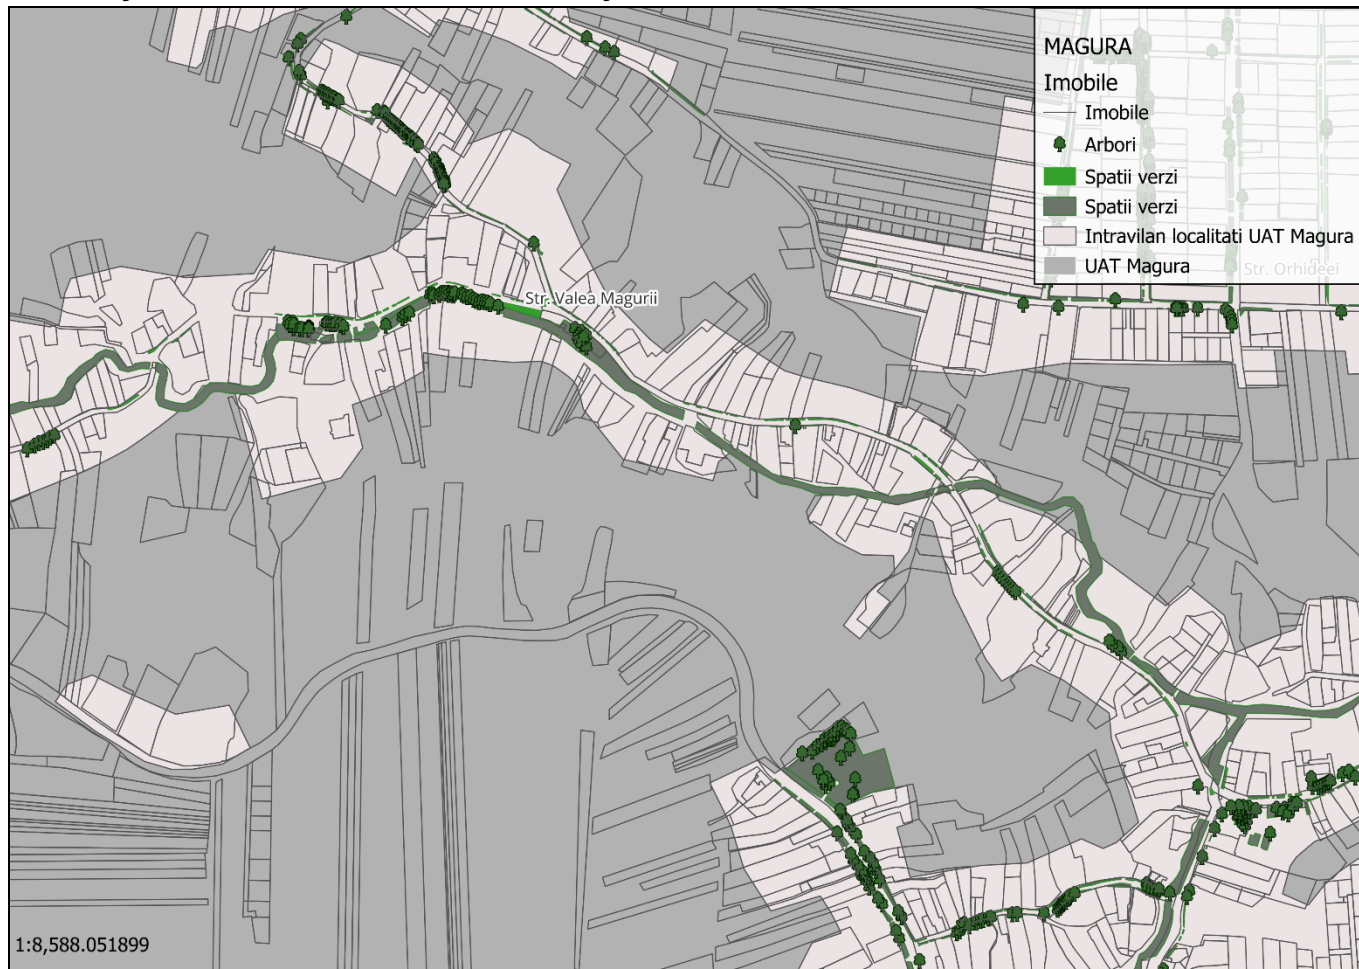 MAGURA
Imobile
Imobile
Arbori
Spatii verzi
Spatii verzi
Intravilan localitati UAT Magura
UAT Magura
Str. Orhideei
Str. Valea Magurii
1:8,588.051899